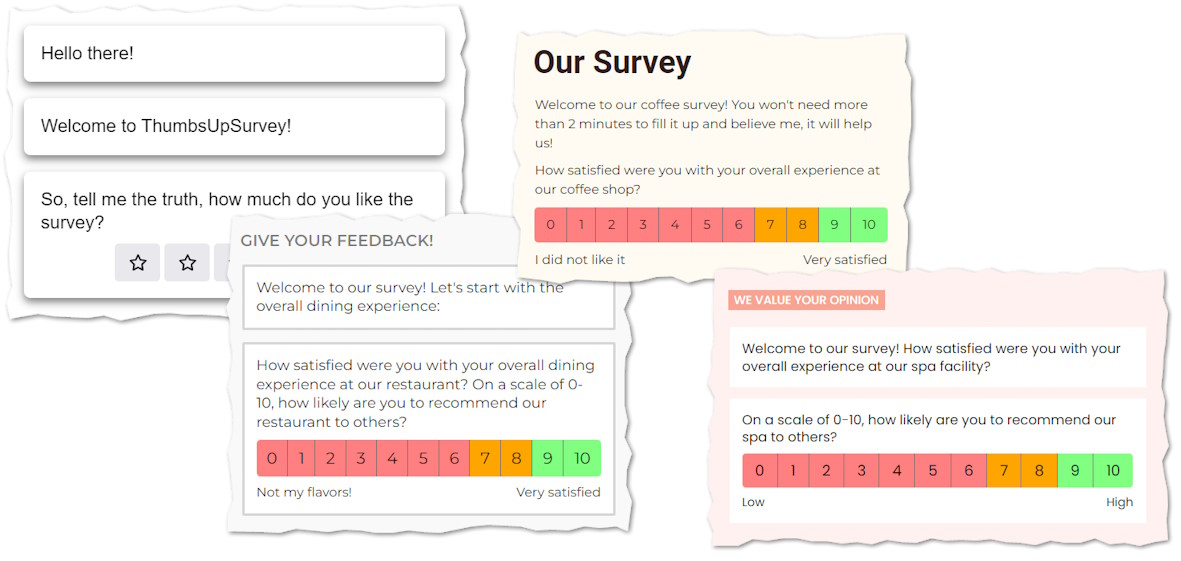 Hello there!
Welcome to ThumbsUpSurvey!
So, tell me the truth, how much do you like the
survey?
Our Survey
Welcome to our coffee survey! You won't need more
than 2 minutes to fill it up and believe me, it will help
us!
How satisfied were you with your overall experience at
our coffee shop?
0 1 2 3 4 5 6 7 8 9 10
I did not like it Very satisfied
GIVE YOUR FEEDBACK!
Welcome to our survey! Let's start with the
overall dining experience:
How satisfied were you with your overall dining
experience at our restaurant? On a scale of 0-
10, how likely are you to recommend our
restaurant to others?
0 1 2 3 4 5 6 7 8 9 10
Not my flavors! Very satisfied
WE VALUE YOUR OPINION
Welcome to our survey! How satisfied were you with your
overall experience at our spa facility?
On a scale of 0-10, how likely are you to recommend our
spa to others?
0 1 2 3 4 5 6 7 8 9 10
Low High